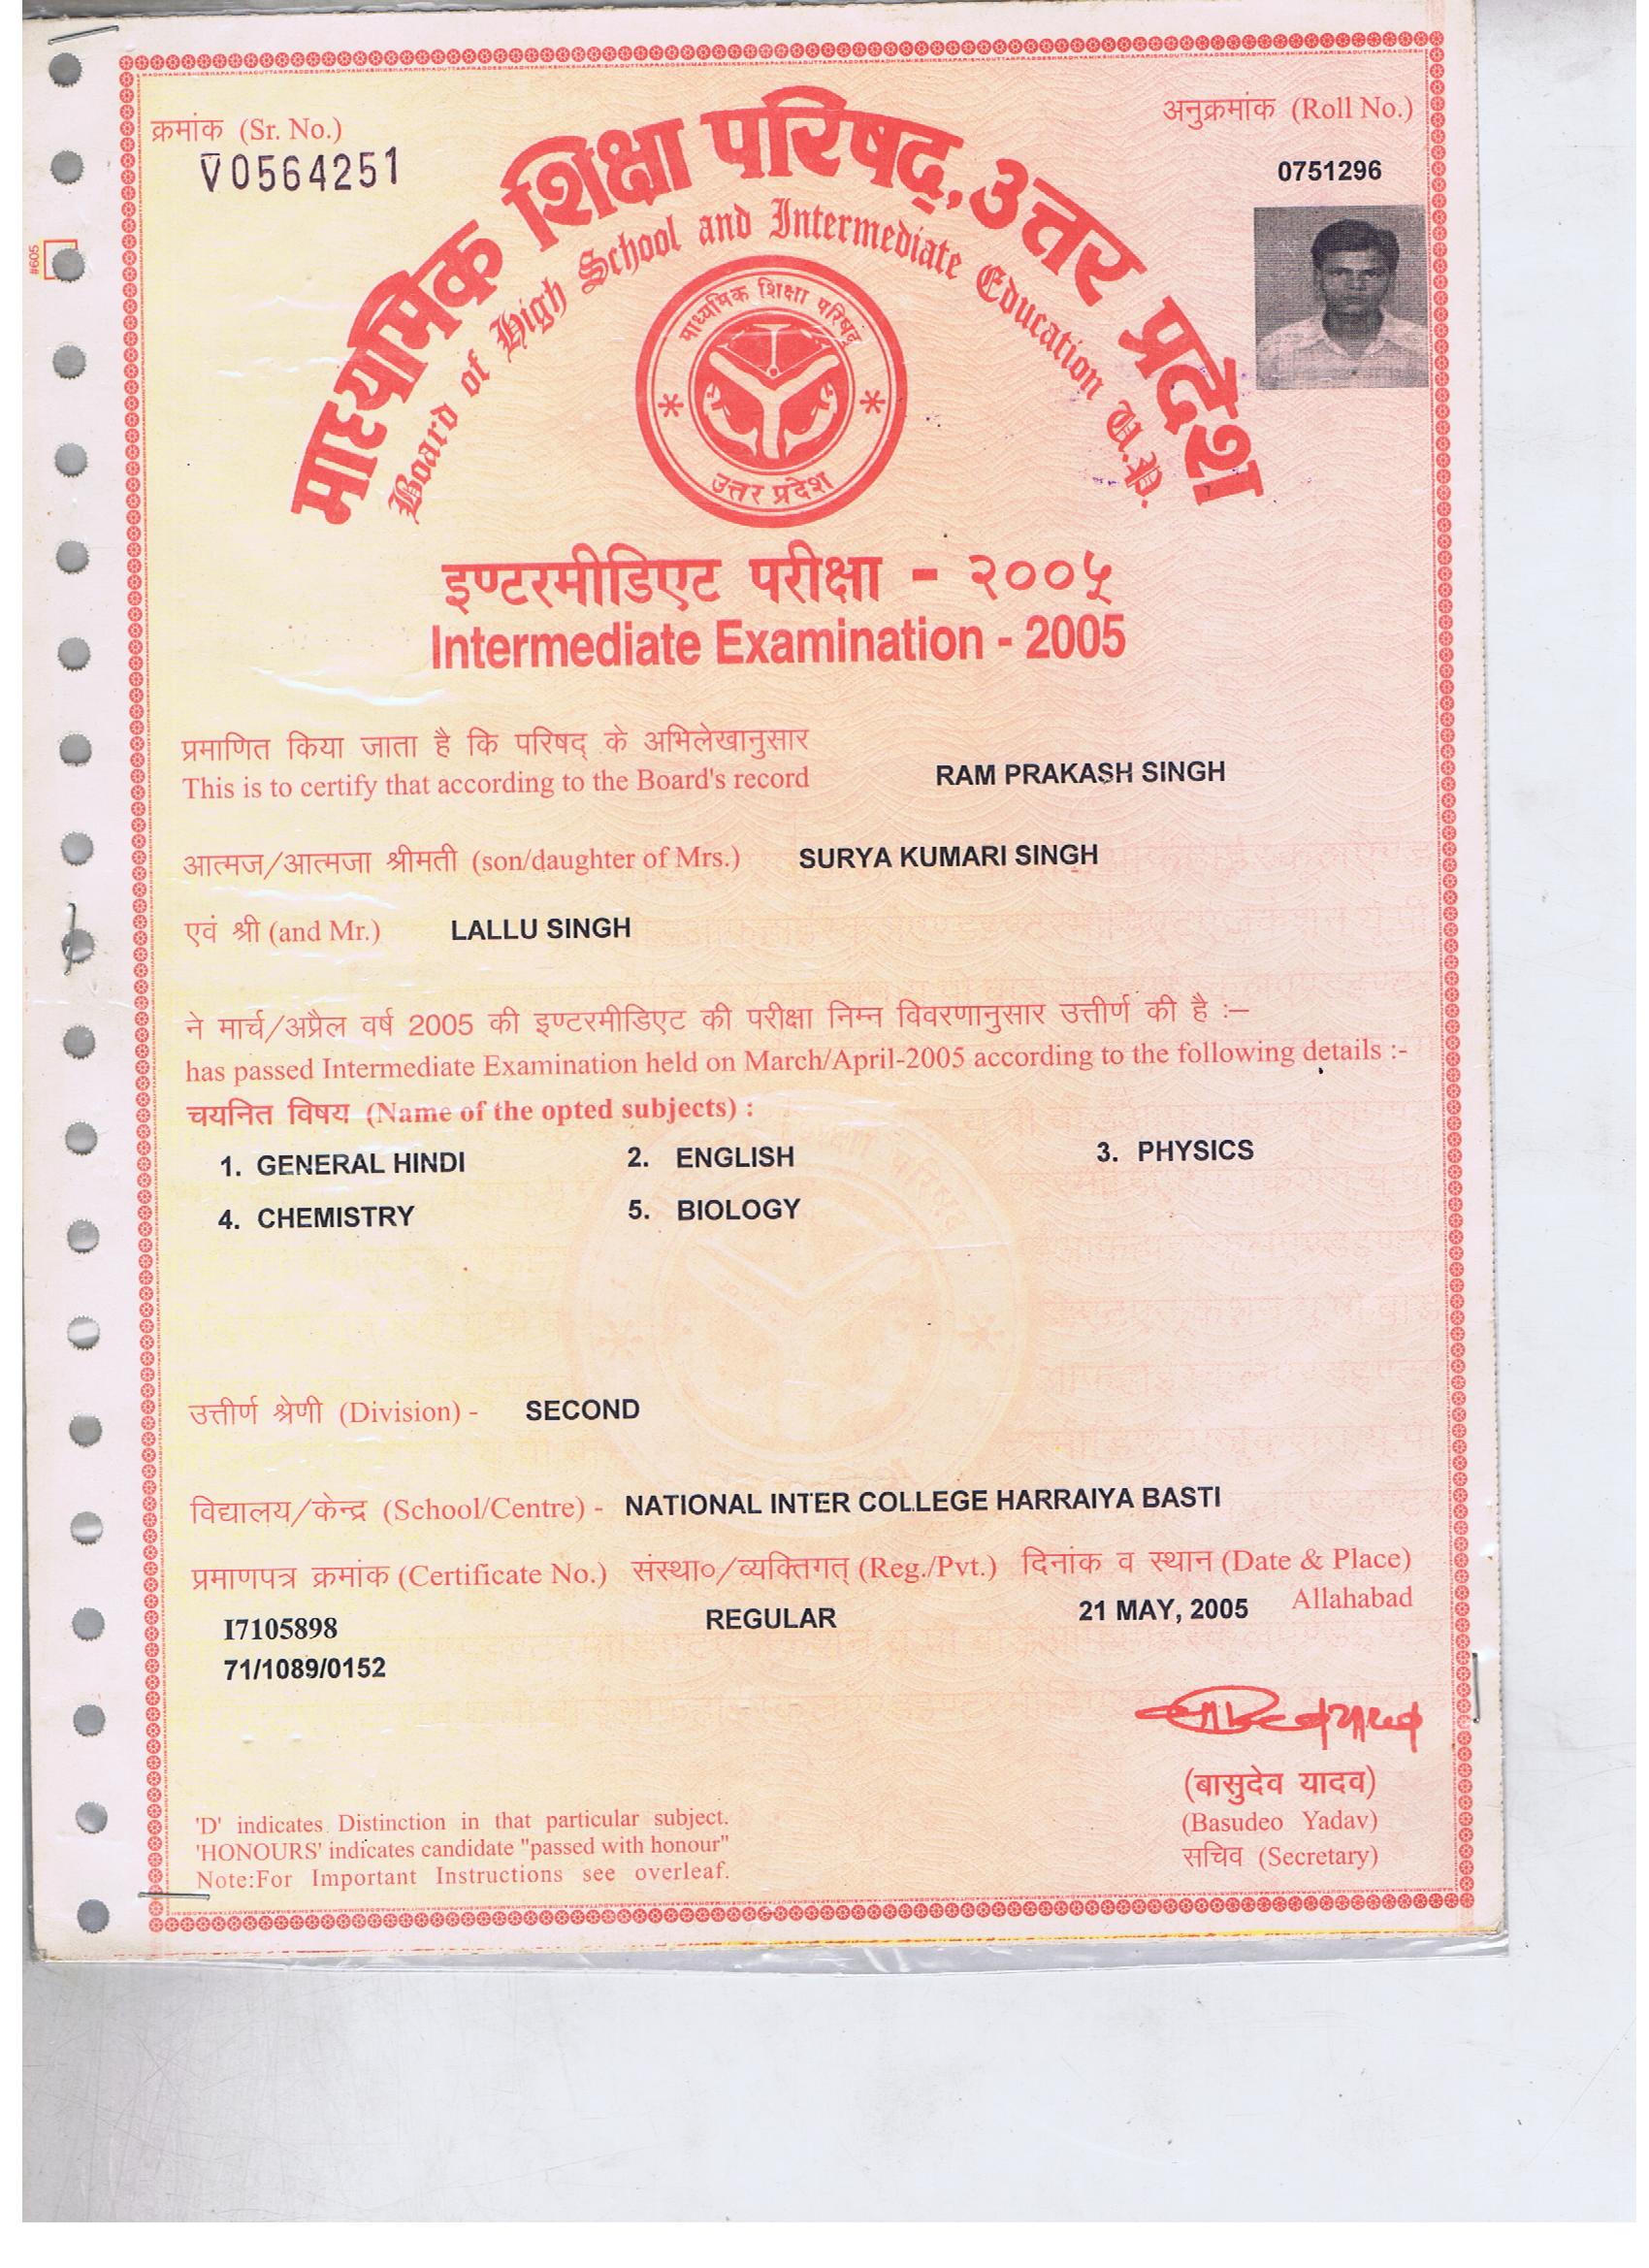 क्रमांक (Sr. No.)
V0564251
अनुक्रमांक (Roll No.)
0751296
#605
माध्यमिक शिक्षा परिषद्, उत्तर प्रदेश
Board of High School and Intermediate Education U.P.
माध्यमिक शिक्षा परिषद्
उत्तर प्रदेश
इण्टरमीडिएट परीक्षा - २००५
Intermediate Examination - 2005
प्रमाणित किया जाता है कि परिषद् के अभिलेखानुसार
This is to certify that according to the Board's record RAM PRAKASH SINGH
आत्मज/आत्मजा श्रीमती (son/daughter of Mrs.) SURYA KUMARI SINGH
एवं श्री (and Mr.) LALLU SINGH
ने मार्च/अप्रैल वर्ष 2005 की इण्टरमीडिएट की परीक्षा निम्न विवरणानुसार उत्तीर्ण की है :–
has passed Intermediate Examination held on March/April-2005 according to the following details :-
चयनित विषय (Name of the opted subjects) :
1. GENERAL HINDI 2. ENGLISH 3. PHYSICS
4. CHEMISTRY 5. BIOLOGY
उत्तीर्ण श्रेणी (Division) - SECOND
विद्यालय/केन्द्र (School/Centre) - NATIONAL INTER COLLEGE HARRAIYA BASTI
प्रमाणपत्र क्रमांक (Certificate No.) संस्था०/व्यक्तिगत् (Reg./Pvt.) दिनांक व स्थान (Date & Place)
I7105898 REGULAR 21 MAY, 2005 Allahabad
71/1089/0152
(बासुदेव यादव)
(Basudeo Yadav)
सचिव (Secretary)
'D' indicates Distinction in that particular subject.
'HONOURS' indicates candidate "passed with honour"
Note:For Important Instructions see overleaf.